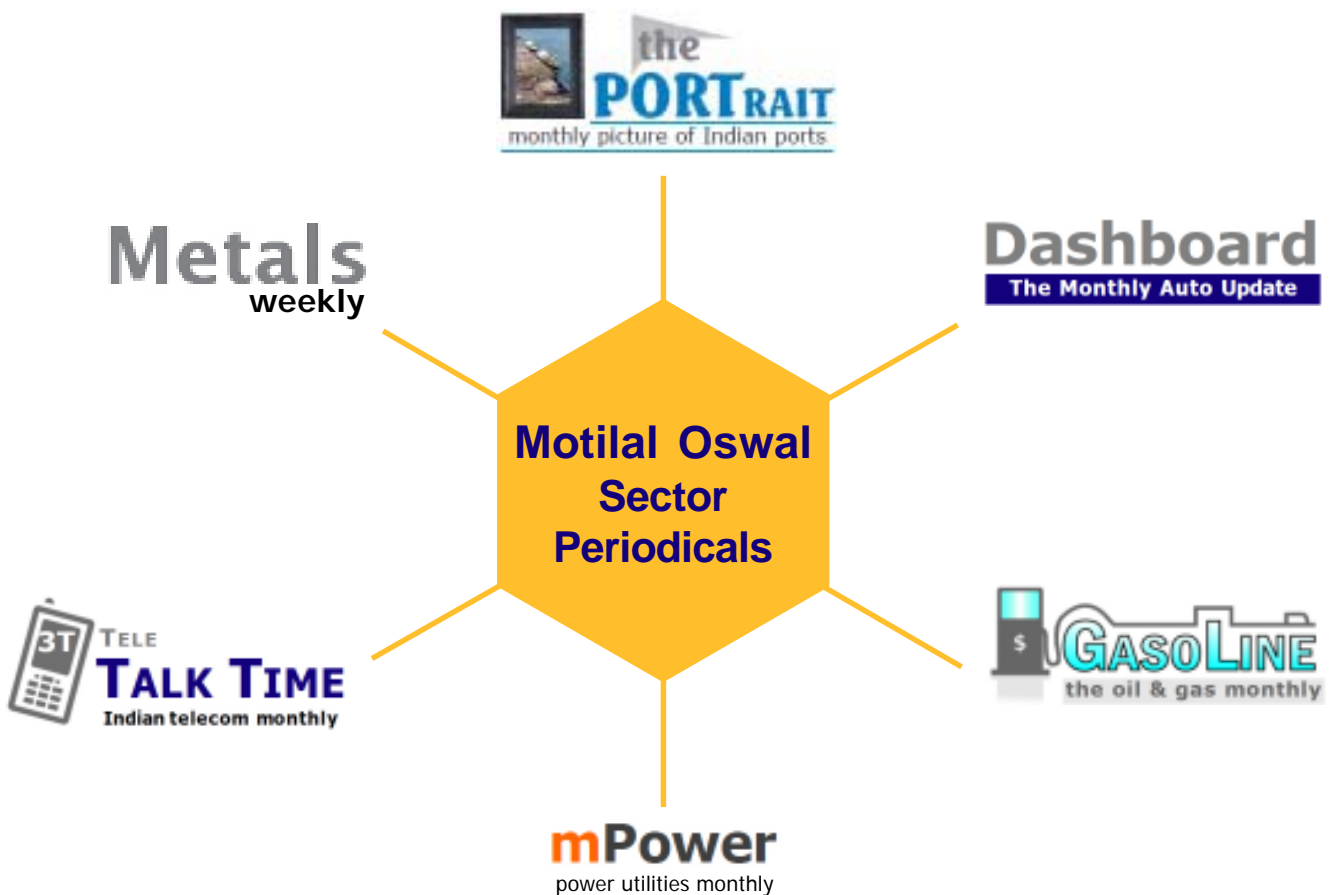 the
PORTRAIT
monthly picture of Indian ports
Metals
weekly
Dashboard
The Monthly Auto Update
Motilal Oswal
Sector
Periodicals
3T
TELE
TALK TIME
Indian telecom monthly
$
GASOLINE
the oil & gas monthly
mPower
power utilities monthly